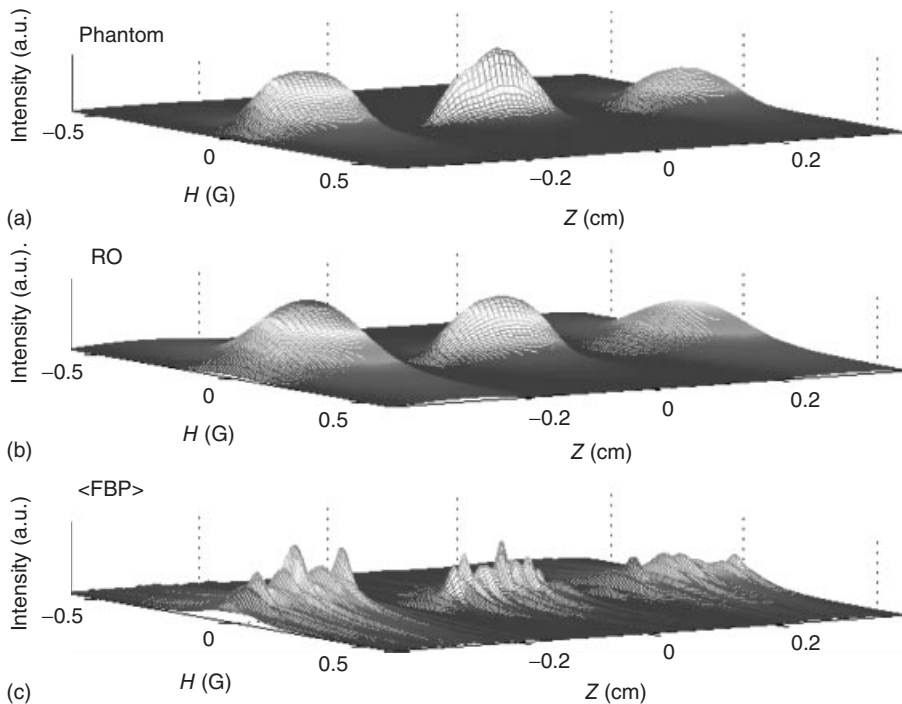 Phantom
Intensity (a.u.)
−0.5
0
0.5
H (G)
−0.2
0
0.2
Z (cm)
(a)
RO
Intensity (a.u.).
−0.5
0
0.5
H (G)
−0.2
0
0.2
Z (cm)
(b)
<FBP>
Intensity (a.u.)
−0.5
0
0.5
H (G)
−0.2
0
0.2
Z (cm)
(c)